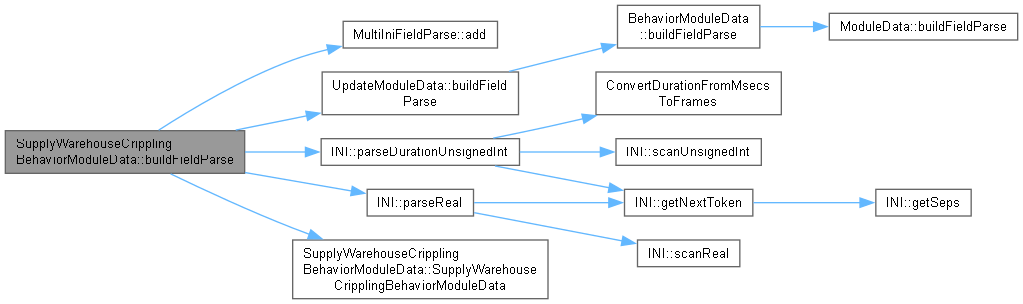 SupplyWarehouseCrippling
BehaviorModuleData::buildFieldParse
MultiIniFieldParse::add
UpdateModuleData::buildField
Parse
BehaviorModuleData
::buildFieldParse
ModuleData::buildFieldParse
INI::parseDurationUnsignedInt
ConvertDurationFromMsecs
ToFrames
INI::scanUnsignedInt
INI::getNextToken
INI::getSeps
INI::parseReal
INI::scanReal
SupplyWarehouseCrippling
BehaviorModuleData::SupplyWarehouse
CripplingBehaviorModuleData